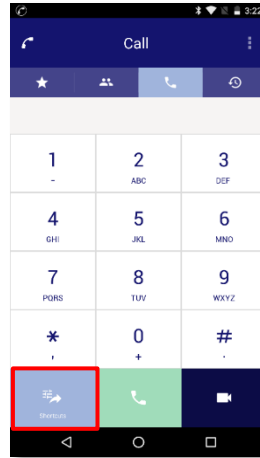 3:22
Call
1 2 3
- ABC DEF
4 5 6
GHI JKL MNO
7 8 9
PQRS TUV WXYZ
* 0 #
, + .
Shortcuts